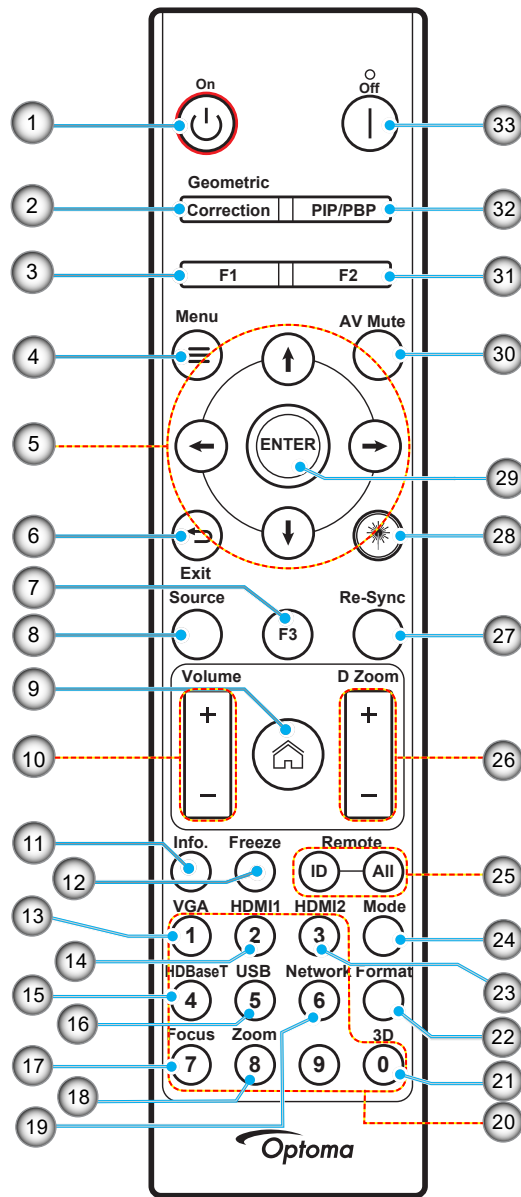 On
Off
1
33
Geometric
2
Correction
PIP/PBP
32
3
F1
F2
31
Menu
AV Mute
4
30
5
ENTER
29
6
28
Exit
7
Source
F3
Re-Sync
8
27
9
Volume
D Zoom
+
+
10
26
−
−
11
Info.
Freeze
Remote
12
ID
All
25
13
VGA
HDMI1
HDMI2
Mode
1
2
3
24
14
23
15
HDBaseT
USB
Network
Format
4
5
6
16
22
17
Focus
Zoom
3D
7
8
9
0
21
18
19
20
Optoma